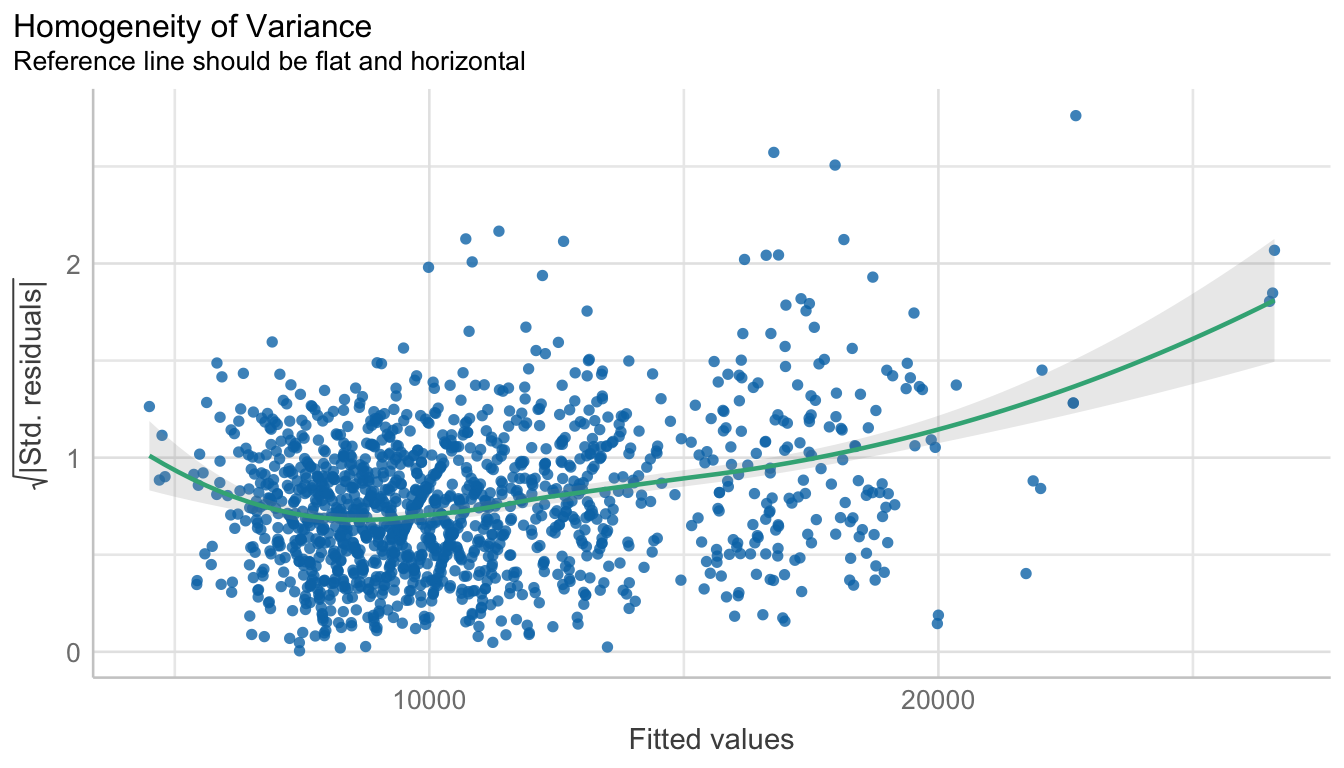 Homogeneity of Variance
Reference line should be flat and horizontal
2
1
0
√|Std. residuals|
10000 20000
Fitted values